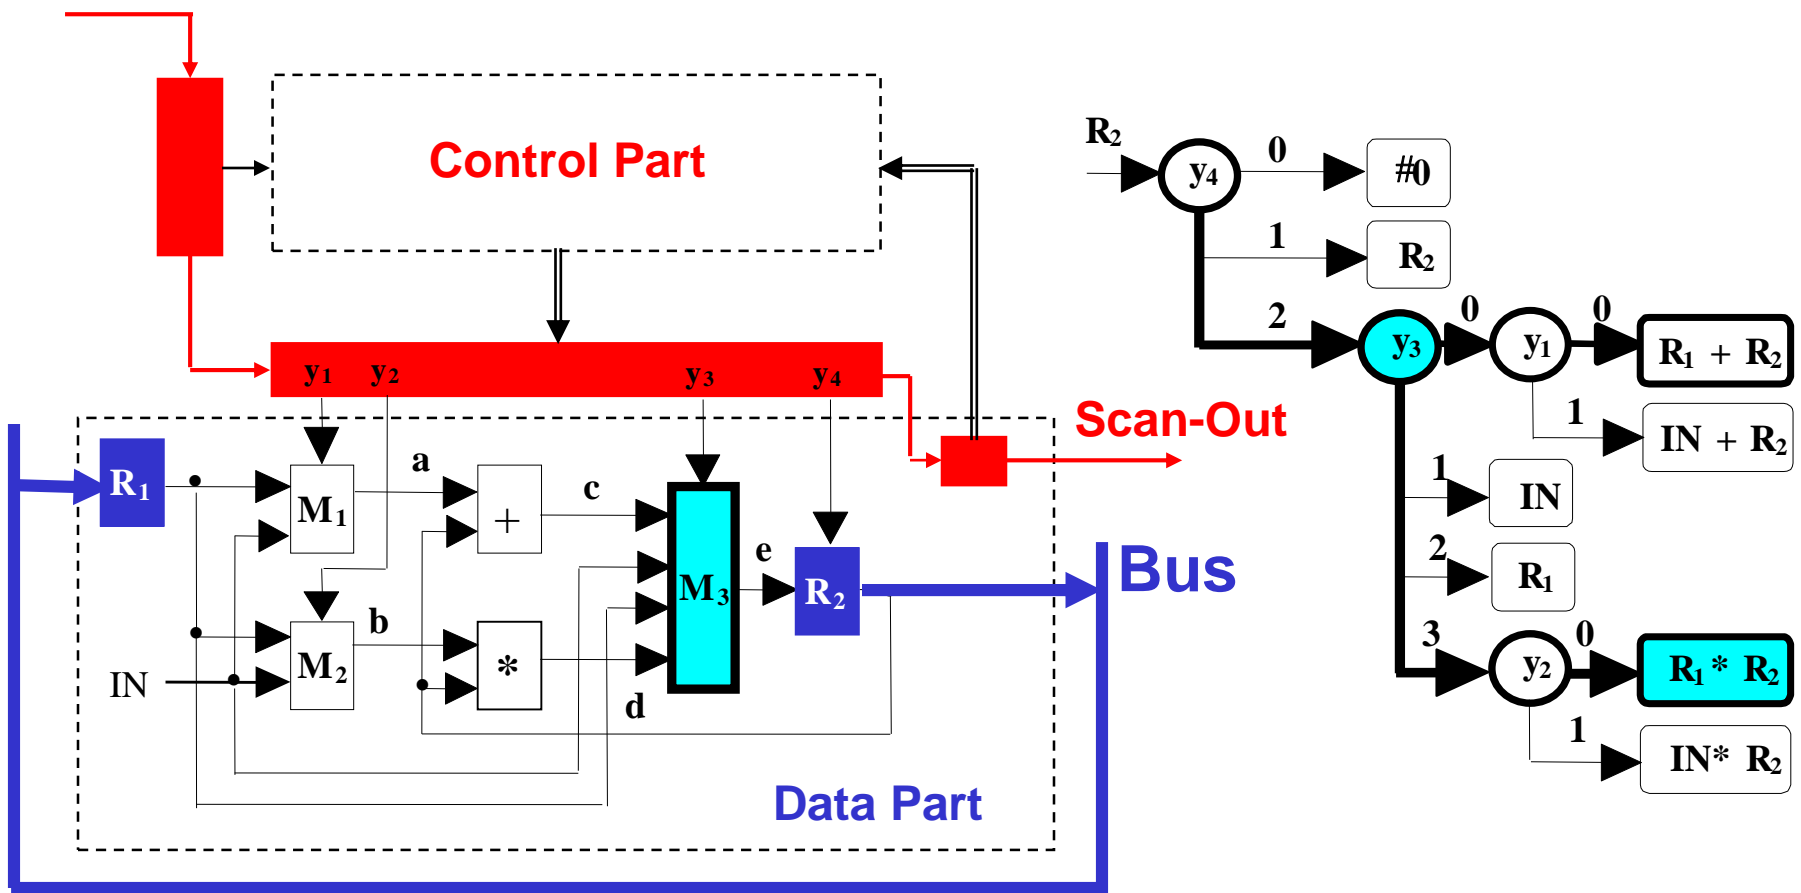 Control Part
y₁ y₂ y₃ y₄
Scan-Out
R₁
M₁
a
+
c
M₃
e
R₂
Bus
M₂
b
*
d
IN
Data Part
R₂
y₄
0
#0
1
R₂
2
y₃
0
y₁
0
R₁ + R₂
1
IN + R₂
1
IN
2
R₁
3
y₂
0
R₁* R₂
1
IN* R₂